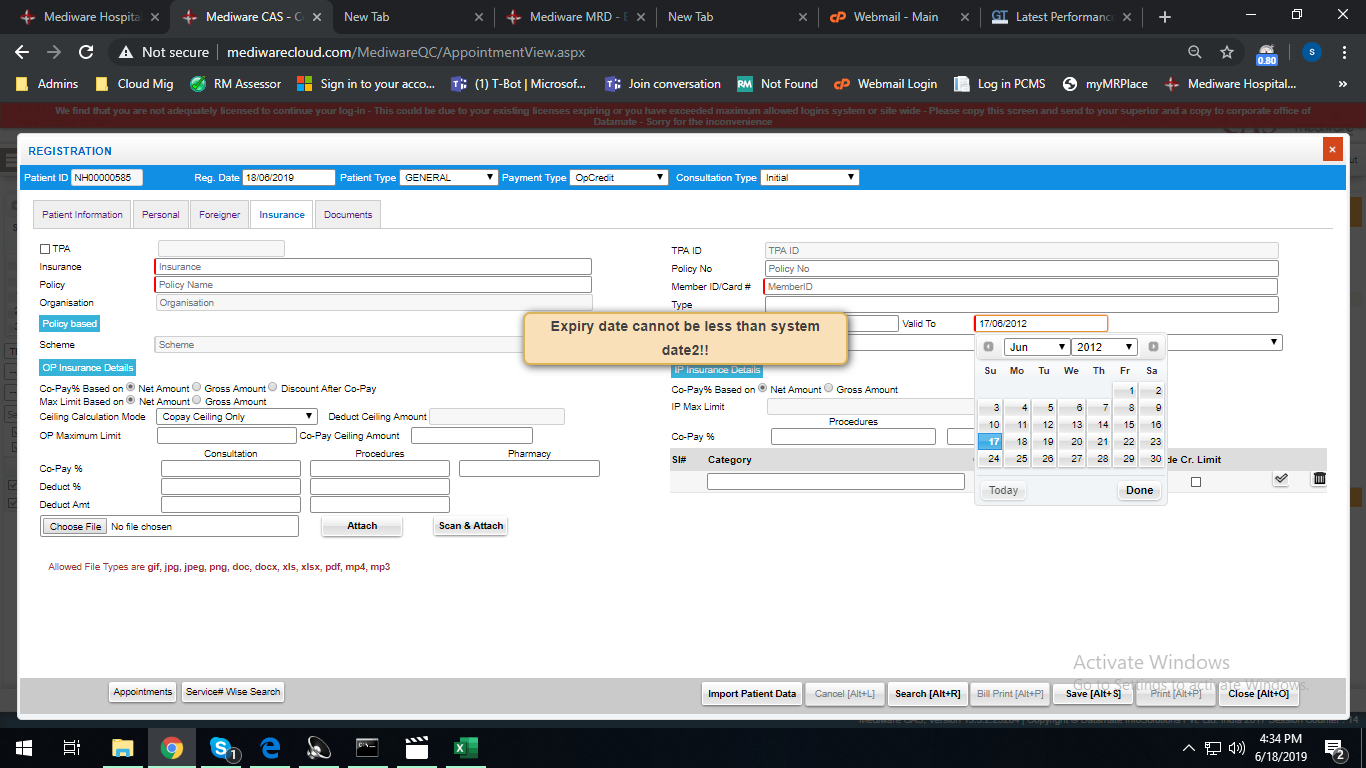 Mediware Hospita
Mediware CAS - C
New Tab
Mediware MRD - E
New Tab
Webmail - Main
Latest Performanc
Not secure | mediwarecloud.com/MediwareQC/AppointmentView.aspx
0.80
S
Admins
Cloud Mig
RM Assessor
Sign in to your acco...
(1) T-Bot | Microsof...
Join conversation
RM Not Found
Webmail Login
Log in PCMS
myMRPlace
Mediware Hospital...
»
We find that you are not adequately licensed to continue your log-in - This could be due to your existing licenses expiring or you have exceeded maximum allowed logins system or site wide - Please copy this screen and send to your superior and a copy to corporate office of
Datamate - Sorry for the inconvenience
REGISTRATION
Patient ID NH00000585 Reg. Date 18/06/2019 Patient Type GENERAL Payment Type OpCredit Consultation Type Initial
Patient Information Personal Foreigner Insurance Documents
TPA
TPA ID TPA ID
Insurance Insurance
Policy No Policy No
Policy Policy Name
Member ID/Card # MemberID
Organisation Organisation
Type
Policy based
Valid To 17/06/2012
Expiry date cannot be less than system
date2!!
Scheme Scheme
Jun 2012
Su Mo Tu We Th Fr Sa
1 2
3 4 5 6 7 8 9
10 11 12 13 14 15 16
17 18 19 20 21 22 23
24 25 26 27 28 29 30
Today Done
OP Insurance Details
IP Insurance Details
Co-Pay% Based on Net Amount Gross Amount Discount After Co-Pay
Co-Pay% Based on Net Amount Gross Amount
Max Limit Based on Net Amount Gross Amount
IP Max Limit
Ceiling Calculation Mode Copay Ceiling Only Deduct Ceiling Amount
Procedures
OP Maximum Limit Co-Pay Ceiling Amount
Co-Pay %
Consultation Procedures Pharmacy
Sl# Category de Cr. Limit
Co-Pay %
Deduct %
Deduct Amt
Choose File No file chosen Attach Scan & Attach
Allowed File Types are gif, jpg, jpeg, png, doc, docx, xls, xlsx, pdf, mp4, mp3
Activate Windows
Go to Settings to activate Windows.
Appointments Service# Wise Search Import Patient Data Cancel [Alt+L] Search [Alt+R] Bill Print [Alt+P] Save [Alt+S] Print [Alt+P] Close [Alt+O]
1
4:34 PM
6/18/2019
2